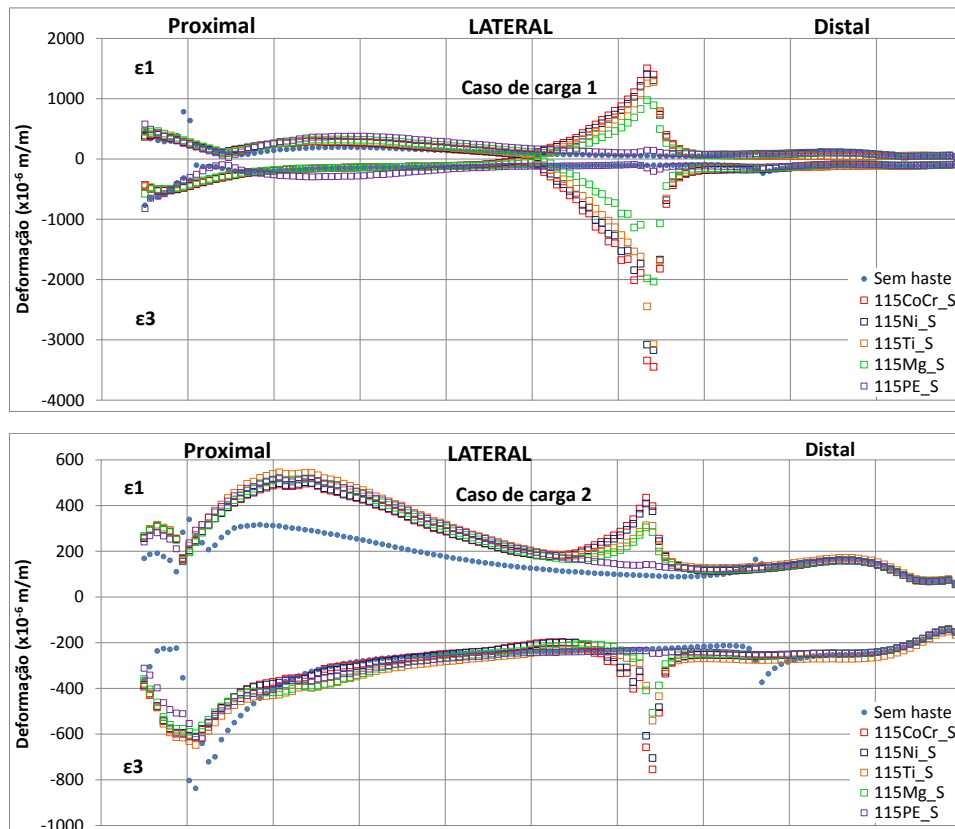 Proximal LATERAL Distal
2000
ε1
Caso de carga 1
1000
0
-1000
-2000
-3000
-4000
Deformação (x10⁻⁶ m/m)
ε3
Sem haste
115CoCr_S
115Ni_S
115Ti_S
115Mg_S
115PE_S
Proximal LATERAL Distal
600
ε1
Caso de carga 2
400
200
0
-200
-400
-600
-800
-1000
Deformação (x10⁻⁶ m/m)
ε3
Sem haste
115CoCr_S
115Ni_S
115Ti_S
115Mg_S
115PE_S